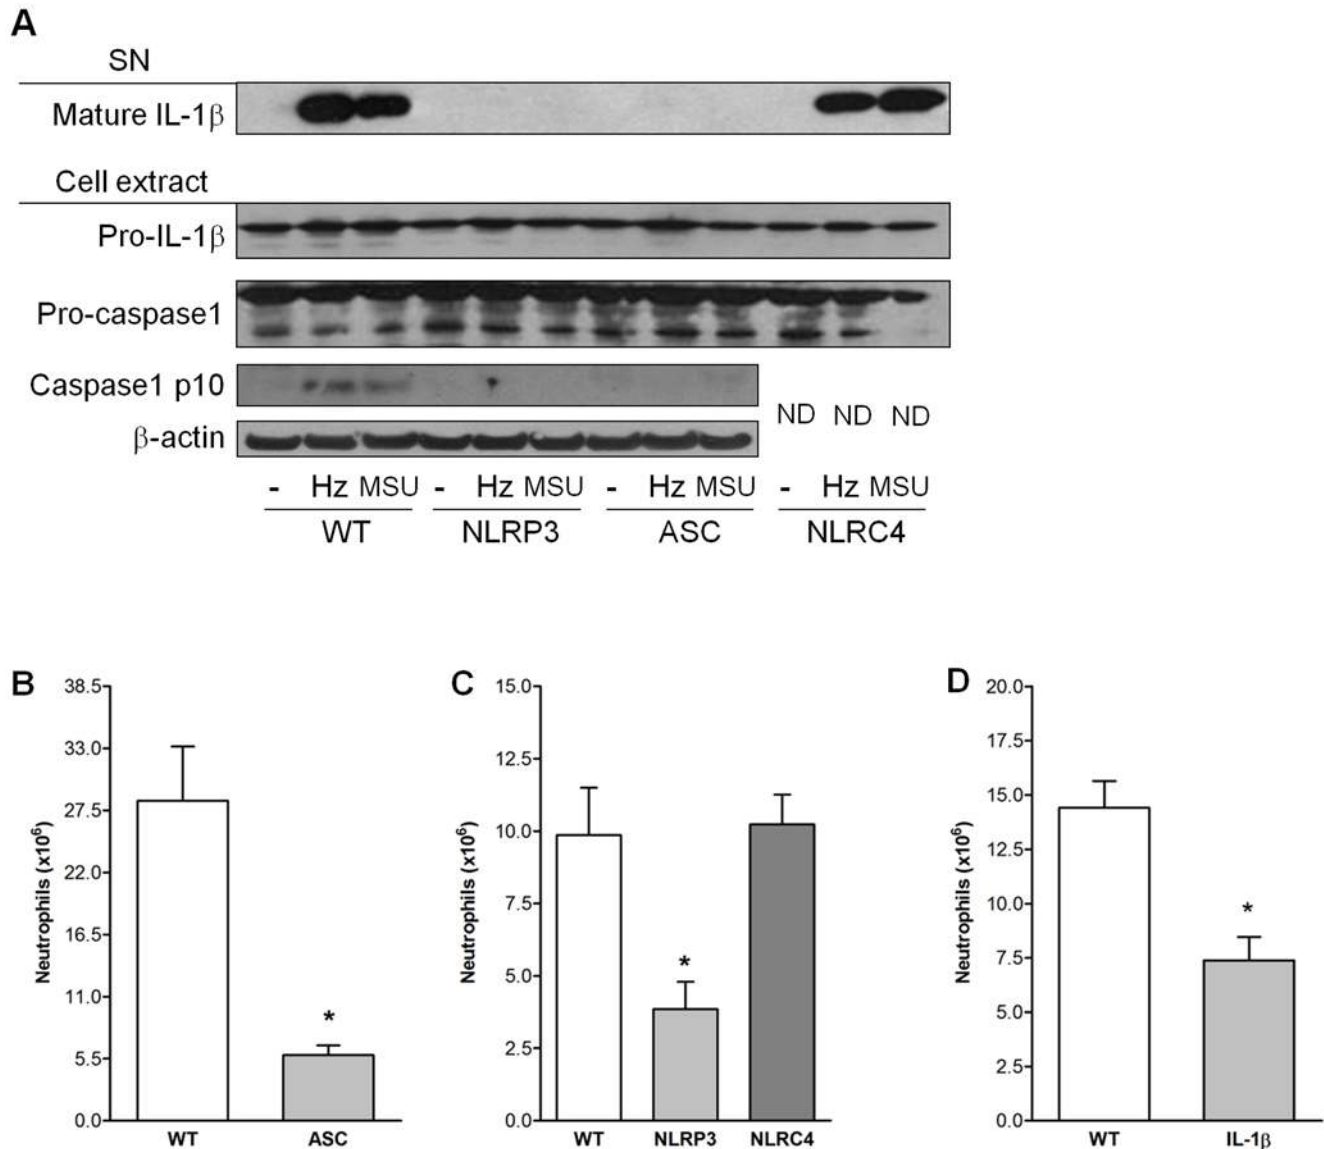 A
SN
Mature IL-1β
Cell extract
Pro-IL-1β
Pro-caspase1
Caspase1 p10
ND ND ND
β-actin
- Hz MSU - Hz MSU - Hz MSU - Hz MSU
WT NLRP3 ASC NLRC4
B
38.5
33.0
27.5
22.0
16.5
11.0
5.5
0.0
Neutrophils (x10⁶)
*
WT ASC
C
15.0
12.5
10.0
7.5
5.0
2.5
0.0
Neutrophils (x10⁶)
*
WT NLRP3 NLRC4
D
20.0
17.5
15.0
12.5
10.0
7.5
5.0
2.5
0.0
Neutrophils (x10⁶)
*
WT IL-1β